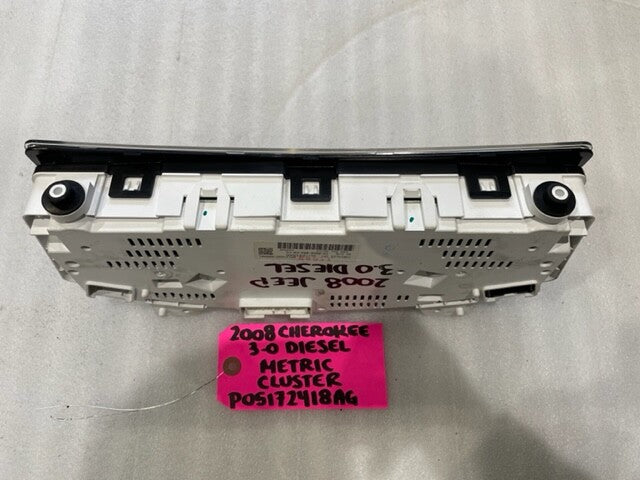 2008 JEEP
3.0 DIESEL
2008 CHEROKEE
3-0 DIESEL
METRIC
CLUSTER
P05172418AG